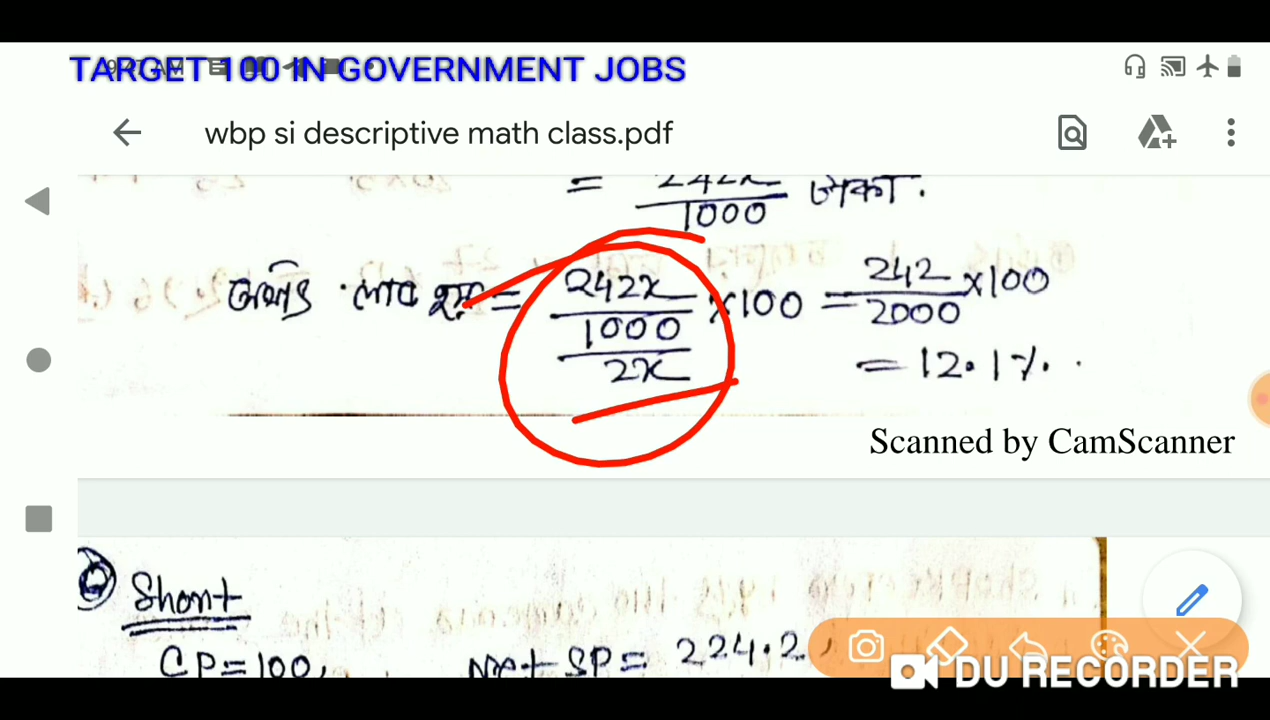 TARGET 100 IN GOVERNMENT JOBS
wbp si descriptive math class.pdf
= 242x/1000 টাকা.
= 242x/1000/2x ×100 = 242/2000 ×100
= 12.1%.
Scanned by CamScanner
Short
CP=100, Net SP= 224.2
DU RECORDER